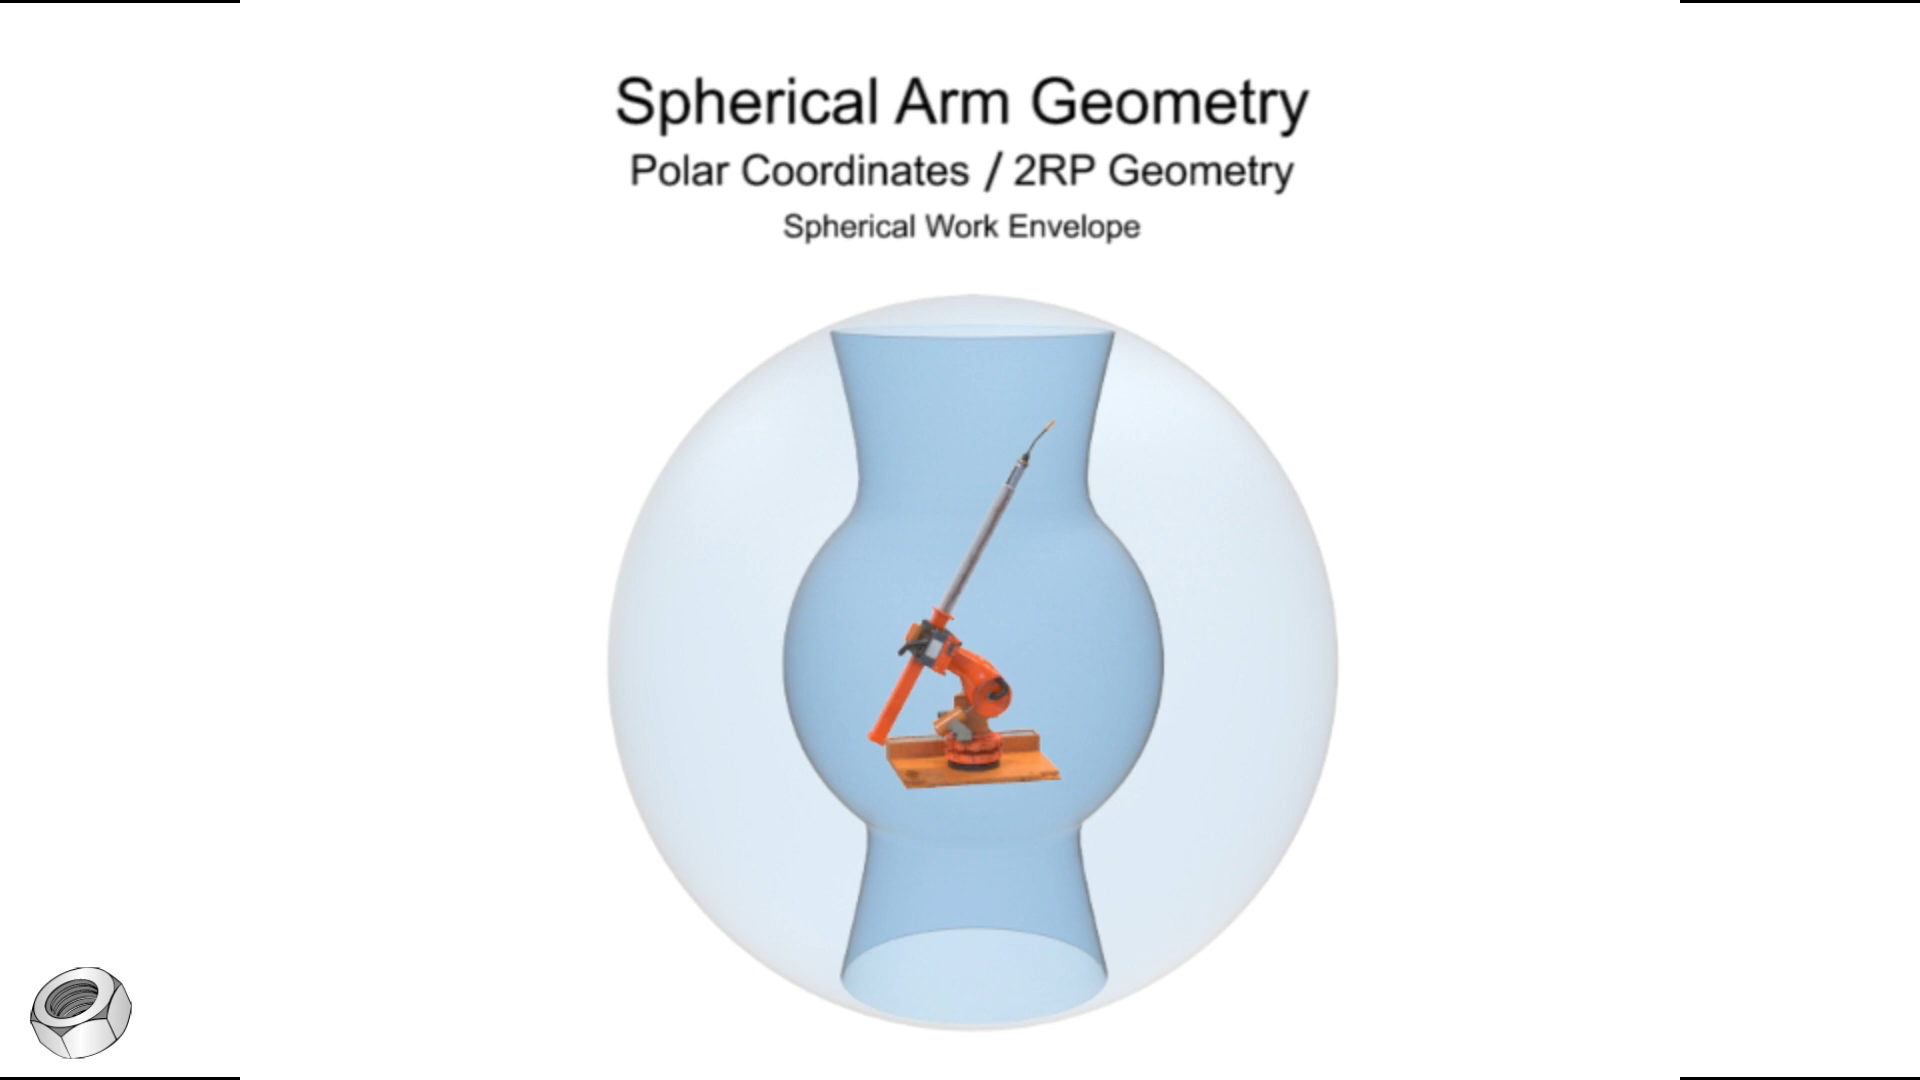 Spherical Arm Geometry
Polar Coordinates / 2RP Geometry
Spherical Work Envelope